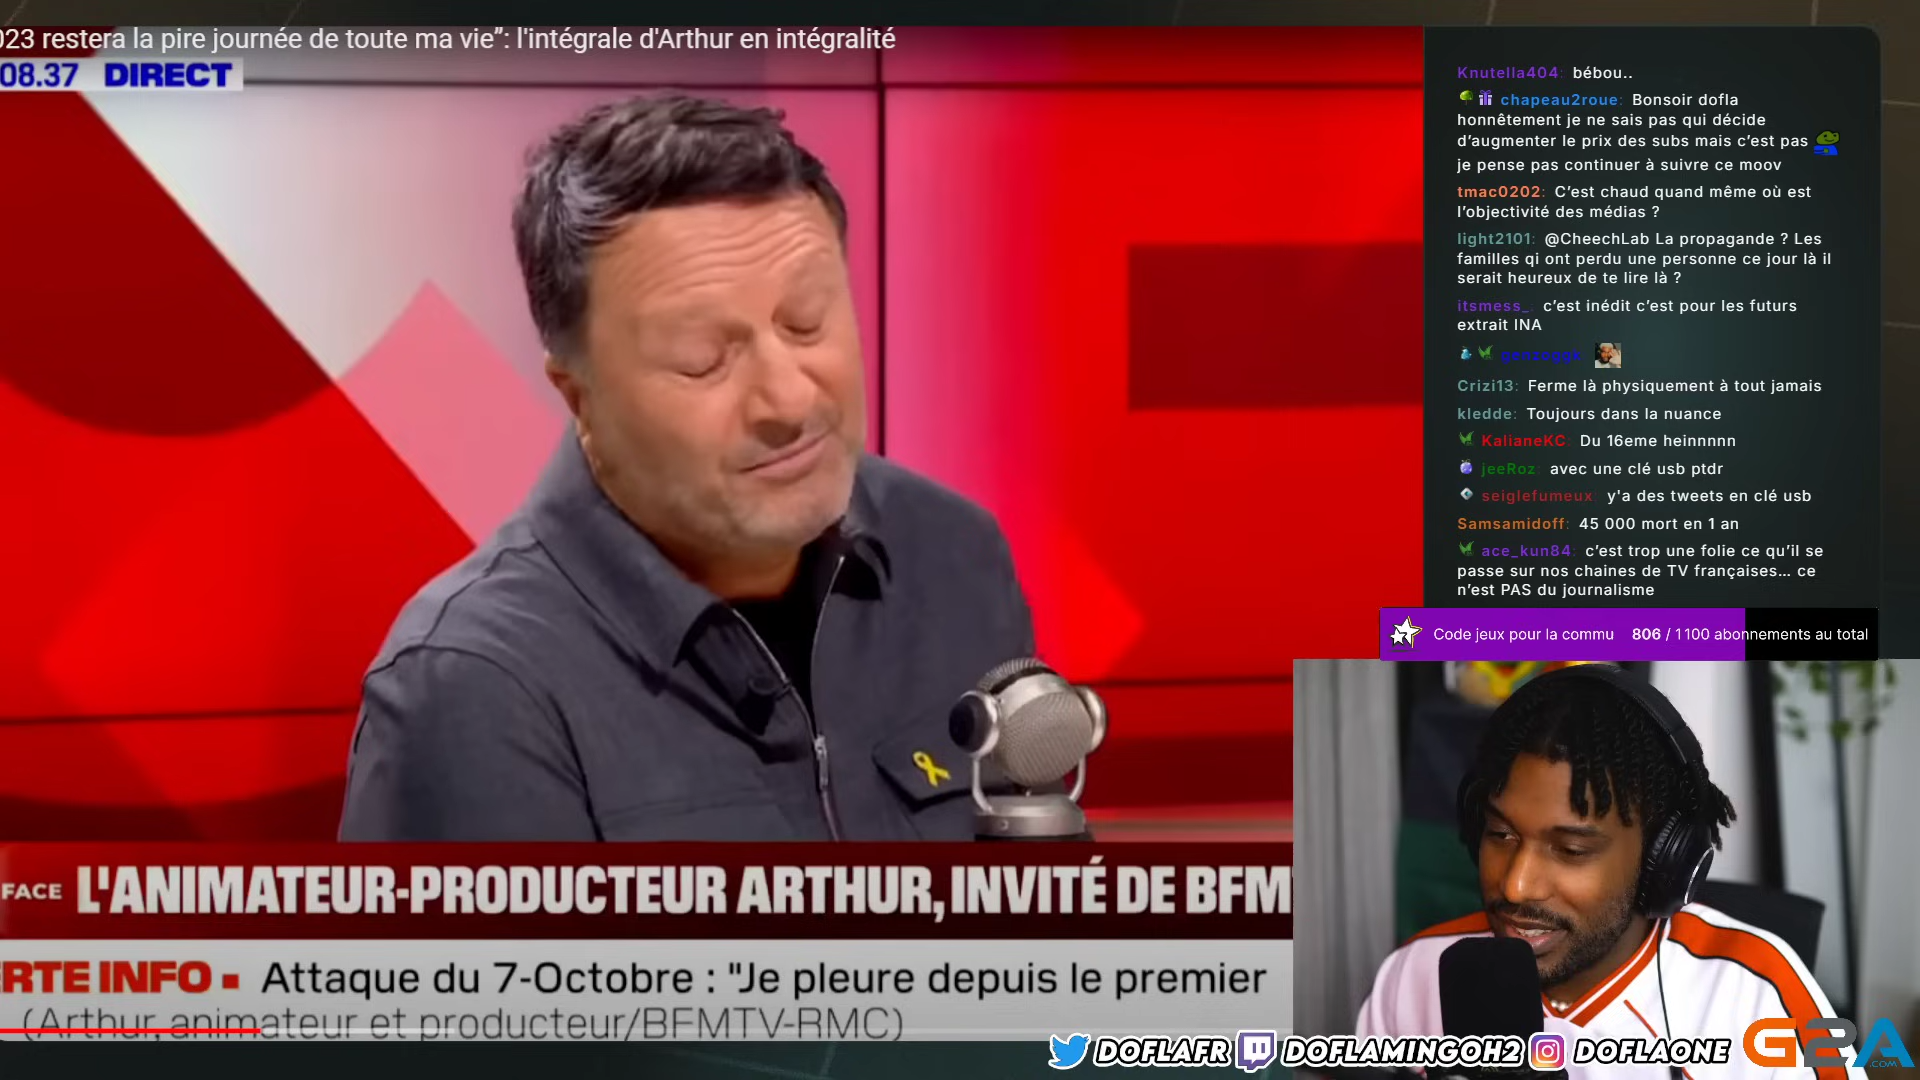 023 restera la pire journée de toute ma vie”: l'intégrale d'Arthur en intégralité
08.37 DIRECT
Knutella404: bébou..
chapeau2roue: Bonsoir dofla
honnêtement je ne sais pas qui décide
d’augmenter le prix des subs mais c’est pas
je pense pas continuer à suivre ce moov
tmac0202: C’est chaud quand même où est
l’objectivité des médias ?
light2101: @CheechLab La propagande ? Les
familles qi ont perdu une personne ce jour là il
serait heureux de te lire là ?
itsmess_: c’est inédit c’est pour les futurs
extrait INA
Crizi13: Ferme là physiquement à tout jamais
kledde: Toujours dans la nuance
KalianeKC: Du 16eme heinnnnn
jeeRoz: avec une clé usb ptdr
seiglefumeux: y'a des tweets en clé usb
Samsamidoff: 45 000 mort en 1 an
ace_kun84: c’est trop une folie ce qu’il se
passe sur nos chaines de TV françaises... ce
n’est PAS du journalisme
Code jeux pour la commu 806 / 1100 abonnements au total
FACE L'ANIMATEUR-PRODUCTEUR ARTHUR, INVITÉ DE BFM
ERTE INFO ▪ Attaque du 7-Octobre : "Je pleure depuis le premier
(Arthur, animateur et producteur/BFMTV-RMC)
DOFLAFR DOFLAMINGOH2 DOFLAONE G2A
.COM